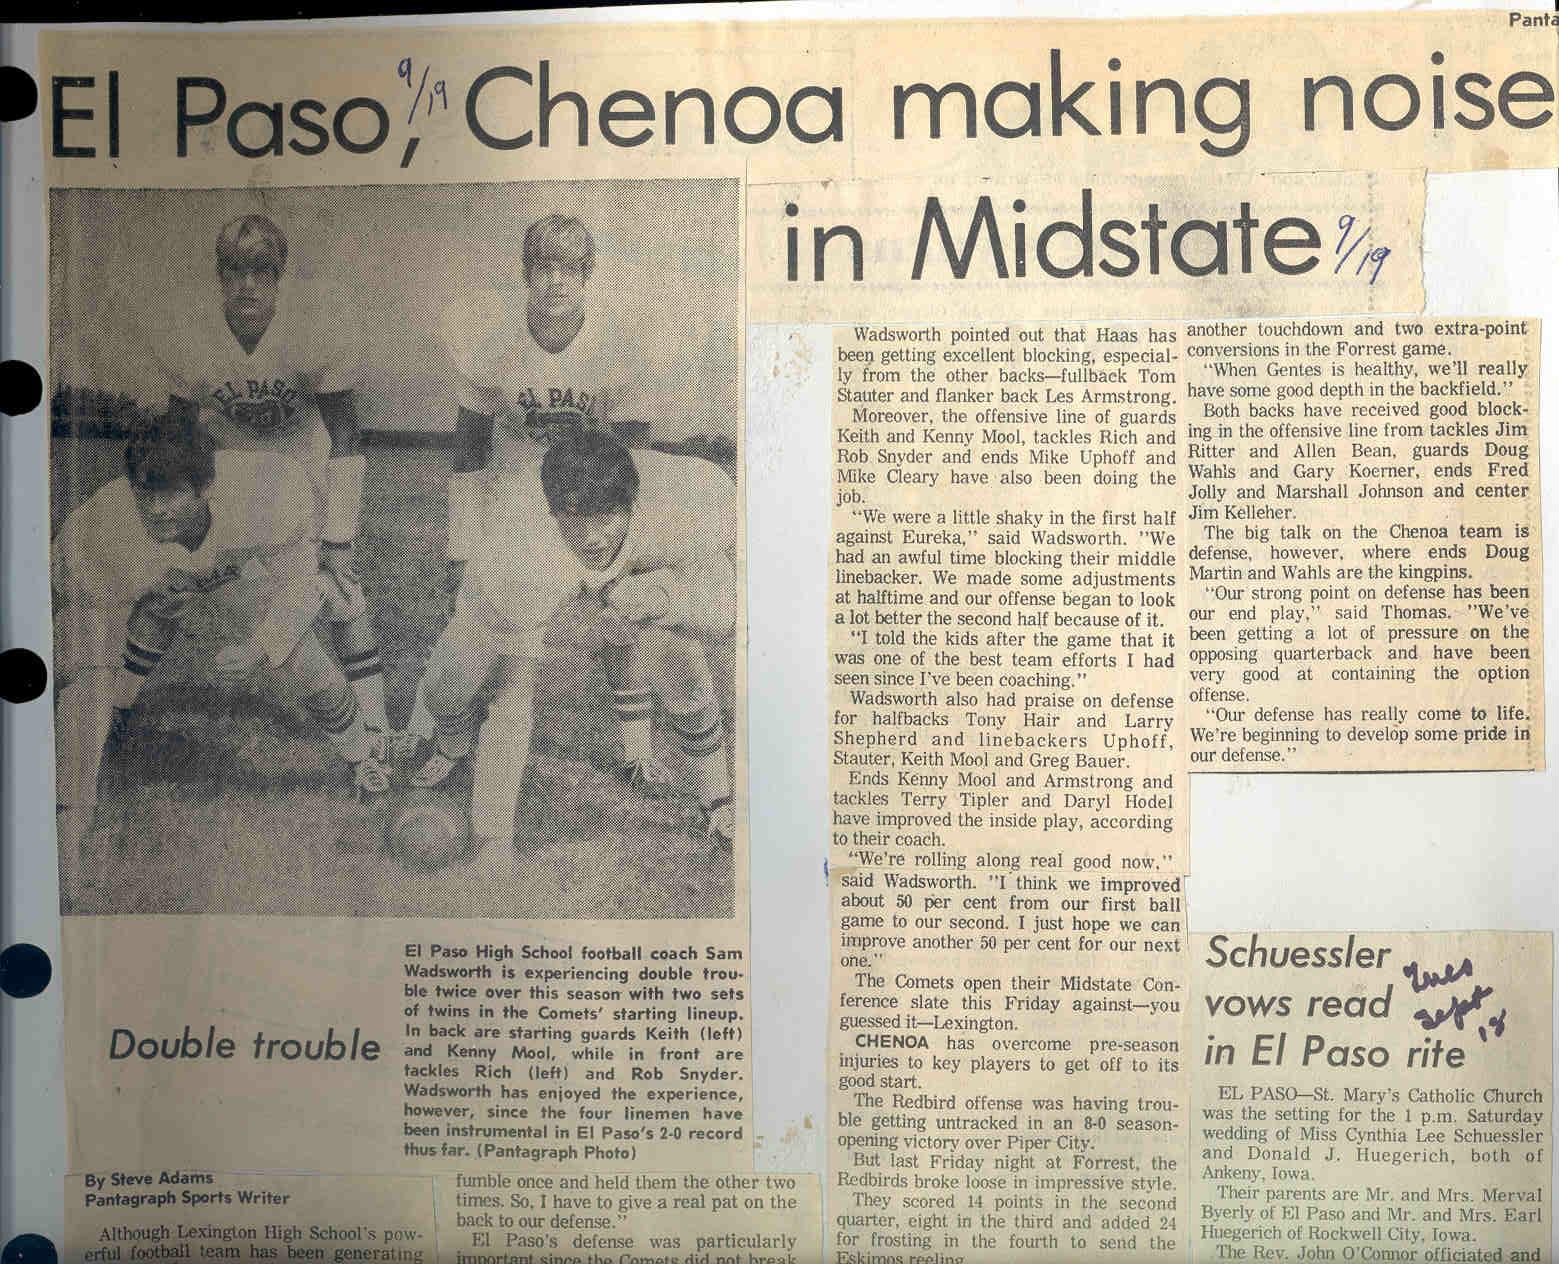 Panta
El Paso, Chenoa making noise
9/19
in Midstate
9/19
EL PASO
EL PASO
Double trouble
El Paso High School football coach Sam
Wadsworth is experiencing double trou-
ble twice over this season with two sets
of twins in the Comets' starting lineup.
In back are starting guards Keith (left)
and Kenny Mool, while in front are
tackles Rich (left) and Rob Snyder.
Wadsworth has enjoyed the experience,
however, since the four linemen have
been instrumental in El Paso's 2-0 record
thus far. (Pantagraph Photo)
By Steve Adams
Pantagraph Sports Writer
Although Lexington High School's pow-
erful football team has been generating
fumble once and held them the other two
times. So, I have to give a real pat on the
back to our defense."
El Paso's defense was particularly
important since the Comets did not break
Wadsworth pointed out that Haas has
been getting excellent blocking, especial-
ly from the other backs—fullback Tom
Stauter and flanker back Les Armstrong.
Moreover, the offensive line of guards
Keith and Kenny Mool, tackles Rich and
Rob Snyder and ends Mike Uphoff and
Mike Cleary have also been doing the
job.
"We were a little shaky in the first half
against Eureka," said Wadsworth. "We
had an awful time blocking their middle
linebacker. We made some adjustments
at halftime and our offense began to look
a lot better the second half because of it.
"I told the kids after the game that it
was one of the best team efforts I had
seen since I've been coaching."
Wadsworth also had praise on defense
for halfbacks Tony Hair and Larry
Shepherd and linebackers Uphoff,
Stauter, Keith Mool and Greg Bauer.
Ends Kenny Mool and Armstrong and
tackles Terry Tipler and Daryl Hodel
have improved the inside play, according
to their coach.
"We're rolling along real good now,"
said Wadsworth. "I think we improved
about 50 per cent from our first ball
game to our second. I just hope we can
improve another 50 per cent for our next
one."
The Comets open their Midstate Con-
ference slate this Friday against—you
guessed it—Lexington.
CHENOA has overcome pre-season
injuries to key players to get off to its
good start.
The Redbird offense was having trou-
ble getting untracked in an 8-0 season-
opening victory over Piper City.
But last Friday night at Forrest, the
Redbirds broke loose in impressive style.
They scored 14 points in the second
quarter, eight in the third and added 24
for frosting in the fourth to send the
Eskimos reeling
another touchdown and two extra-point
conversions in the Forrest game.
"When Gentes is healthy, we'll really
have some good depth in the backfield."
Both backs have received good block-
ing in the offensive line from tackles Jim
Ritter and Allen Bean, guards Doug
Wahls and Gary Koerner, ends Fred
Jolly and Marshall Johnson and center
Jim Kelleher.
The big talk on the Chenoa team is
defense, however, where ends Doug
Martin and Wahls are the kingpins.
"Our strong point on defense has been
our end play," said Thomas. "We've
been getting a lot of pressure on the
opposing quarterback and have been
very good at containing the option
offense.
"Our defense has really come to life.
We're beginning to develop some pride in
our defense."
Schuessler
vows read
in El Paso rite
Tues
Sept
18
EL PASO—St. Mary's Catholic Church
was the setting for the 1 p.m. Saturday
wedding of Miss Cynthia Lee Schuessler
and Donald J. Huegerich, both of
Ankeny, Iowa.
Their parents are Mr. and Mrs. Merval
Byerly of El Paso and Mr. and Mrs. Earl
Huegerich of Rockwell City, Iowa.
The Rev. John O'Connor officiated and